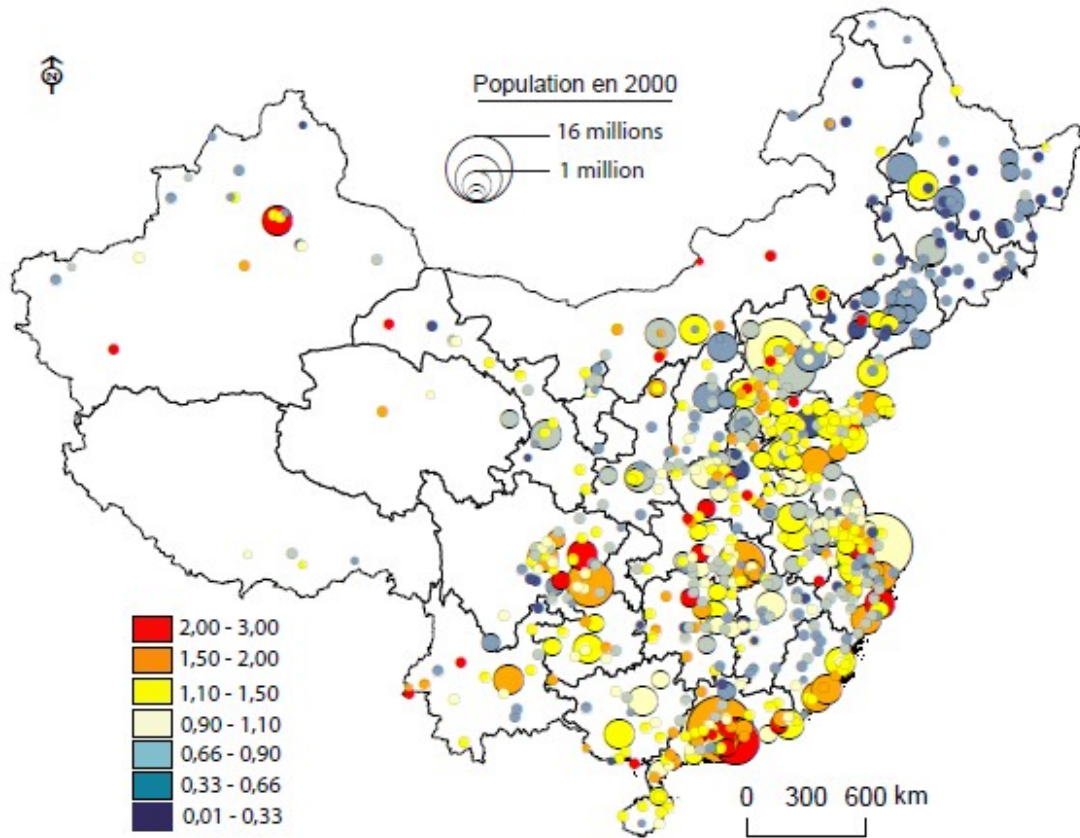 N
Population en 2000
16 millions
1 million
2,00 - 3,00
1,50 - 2,00
1,10 - 1,50
0,90 - 1,10
0,66 - 0,90
0,33 - 0,66
0,01 - 0,33
0 300 600 km